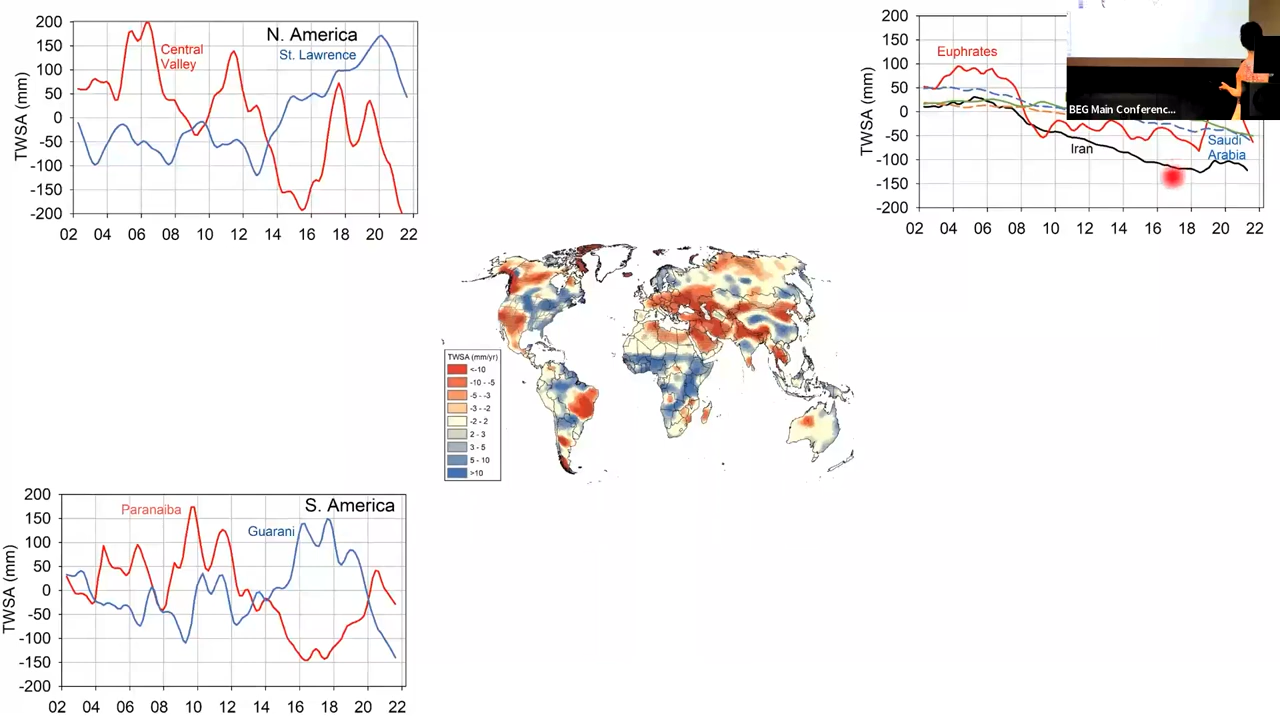 N. America
Central
Valley
St. Lawrence
TWSA (mm)
200
150
100
50
0
-50
-100
-150
-200
02 04 06 08 10 12 14 16 18 20 22
Euphrates
TWSA (mm)
200
150
100
50
0
-50
-100
-150
-200
Iran
Saudi
Arabia
02 04 06 08 10 12 14 16 18 20 22
BEG Main Conferenc...
TWSA (mm/yr)
<-10
-10 - -5
-5 - -3
-3 - -2
-2 - 2
2 - 3
3 - 5
5 - 10
>10
S. America
Paranaiba
Guarani
TWSA (mm)
200
150
100
50
0
-50
-100
-150
-200
02 04 06 08 10 12 14 16 18 20 22